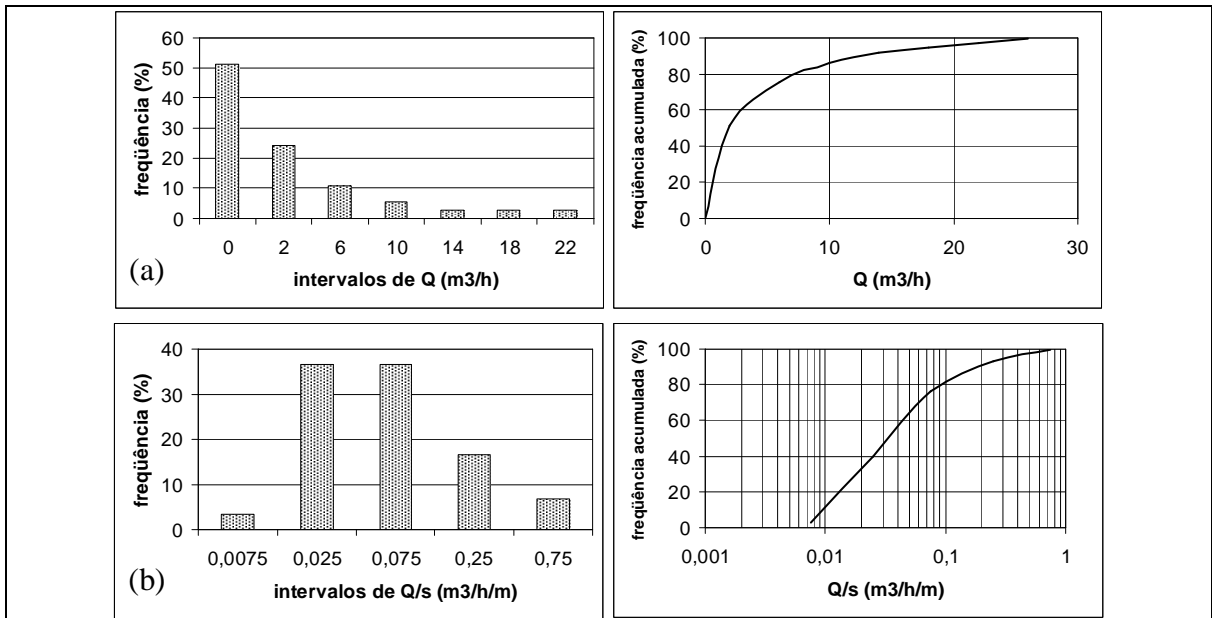 60
50
40
30
20
10
0
freqüência (%)
0 2 6 10 14 18 22
intervalos de Q (m3/h)
(a)
100
80
60
40
20
0
freqüência acumulada (%)
0 10 20 30
Q (m3/h)
40
30
20
10
0
freqüência (%)
0,0075 0,025 0,075 0,25 0,75
intervalos de Q/s (m3/h/m)
(b)
100
80
60
40
20
0
freqüência acumulada (%)
0,001 0,01 0,1 1
Q/s (m3/h/m)